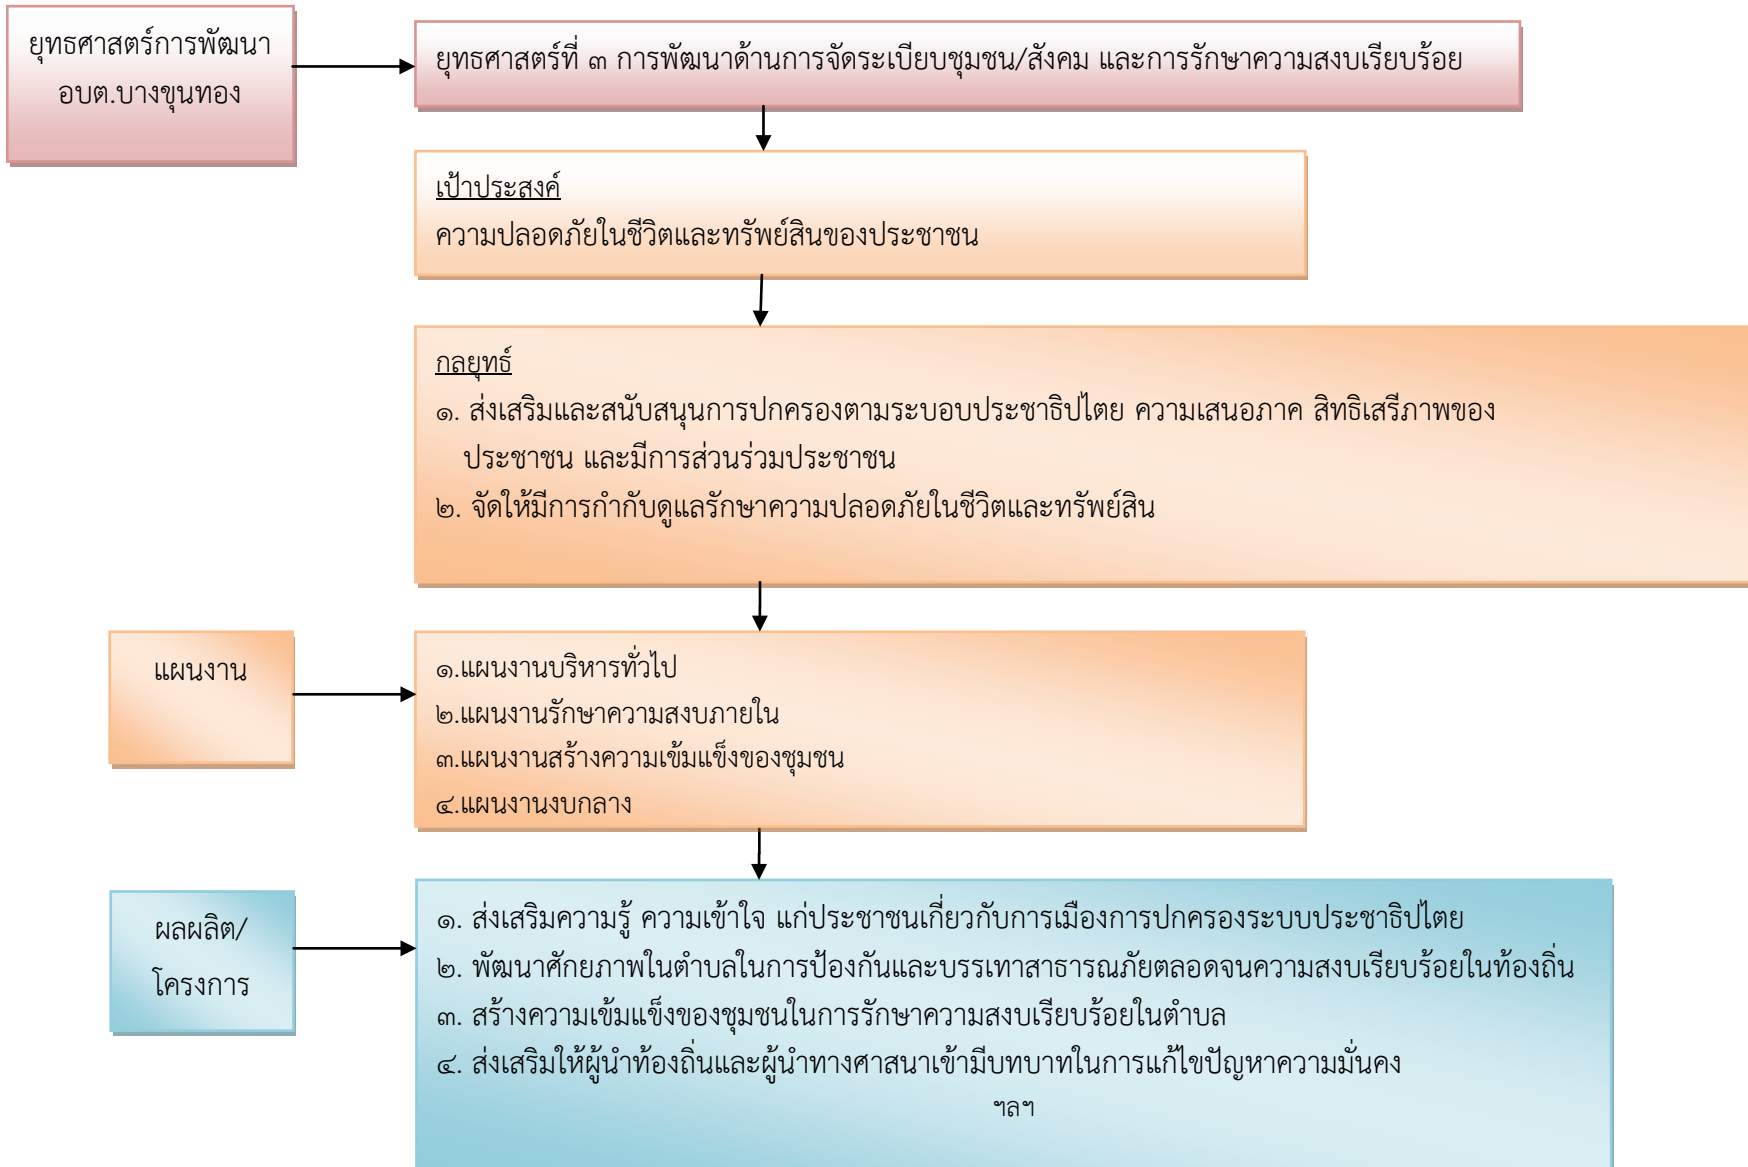 ยุทธศาสตร์การพัฒนา
อบต.บางขุนทอง
ยุทธศาสตร์ที่ ๓ การพัฒนาด้านการจัดระเบียบชุมชน/สังคม และการรักษาความสงบเรียบร้อย
เป้าประสงค์
ความปลอดภัยในชีวิตและทรัพย์สินของประชาชน
กลยุทธ์
๑. ส่งเสริมและสนับสนุนการปกครองตามระบอบประชาธิปไตย ความเสนอภาค สิทธิเสรีภาพของ
ประชาชน และมีการส่วนร่วมประชาชน
๒. จัดให้มีการกำกับดูแลรักษาความปลอดภัยในชีวิตและทรัพย์สิน
แผนงาน
๑.แผนงานบริหารทั่วไป
๒.แผนงานรักษาความสงบภายใน
๓.แผนงานสร้างความเข้มแข็งของชุมชน
๔.แผนงานงบกลาง
ผลผลิต/
โครงการ
๑. ส่งเสริมความรู้ ความเข้าใจ แก่ประชาชนเกี่ยวกับการเมืองการปกครองระบบประชาธิปไตย
๒. พัฒนาศักยภาพในตำบลในการป้องกันและบรรเทาสาธารณภัยตลอดจนความสงบเรียบร้อยในท้องถิ่น
๓. สร้างความเข้มแข็งของชุมชนในการรักษาความสงบเรียบร้อยในตำบล
๔. ส่งเสริมให้ผู้นำท้องถิ่นและผู้นำทางศาสนาเข้ามีบทบาทในการแก้ไขปัญหาความมั่นคง
ฯลฯ